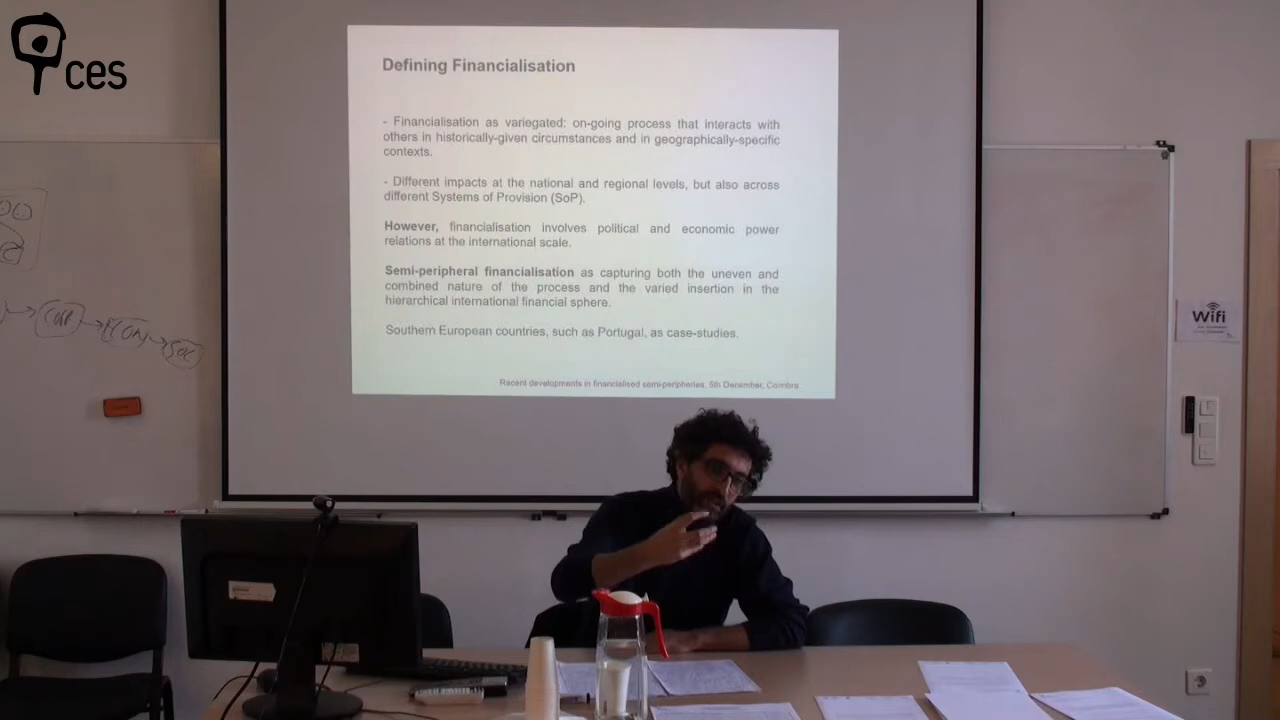 ces
Defining Financialisation
- Financialisation as variegated: on-going process that interacts with
others in historically-given circumstances and in geographically-specific
contexts.
- Different impacts at the national and regional levels, but also across
different Systems of Provision (SoP).
However, financialisation involves political and economic power
relations at the international scale.
Semi-peripheral financialisation as capturing both the uneven and
combined nature of the process and the varied insertion in the
hierarchical international financial sphere.
Southern European countries, such as Portugal, as case-studies.
Recent developments in financialised semi-peripheries, 5th December, Coimbra
Wifi